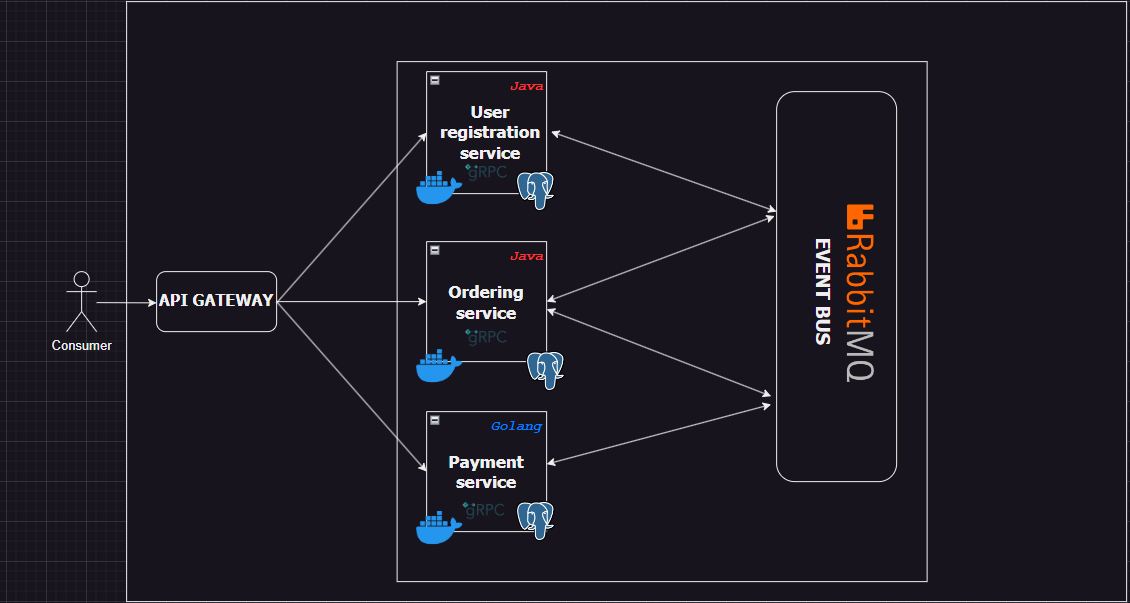 Java
User
registration
service
gRPC
Java
Ordering
service
gRPC
API GATEWAY
Consumer
Golang
Payment
service
gRPC
EVENT BUS
RabbitMQ